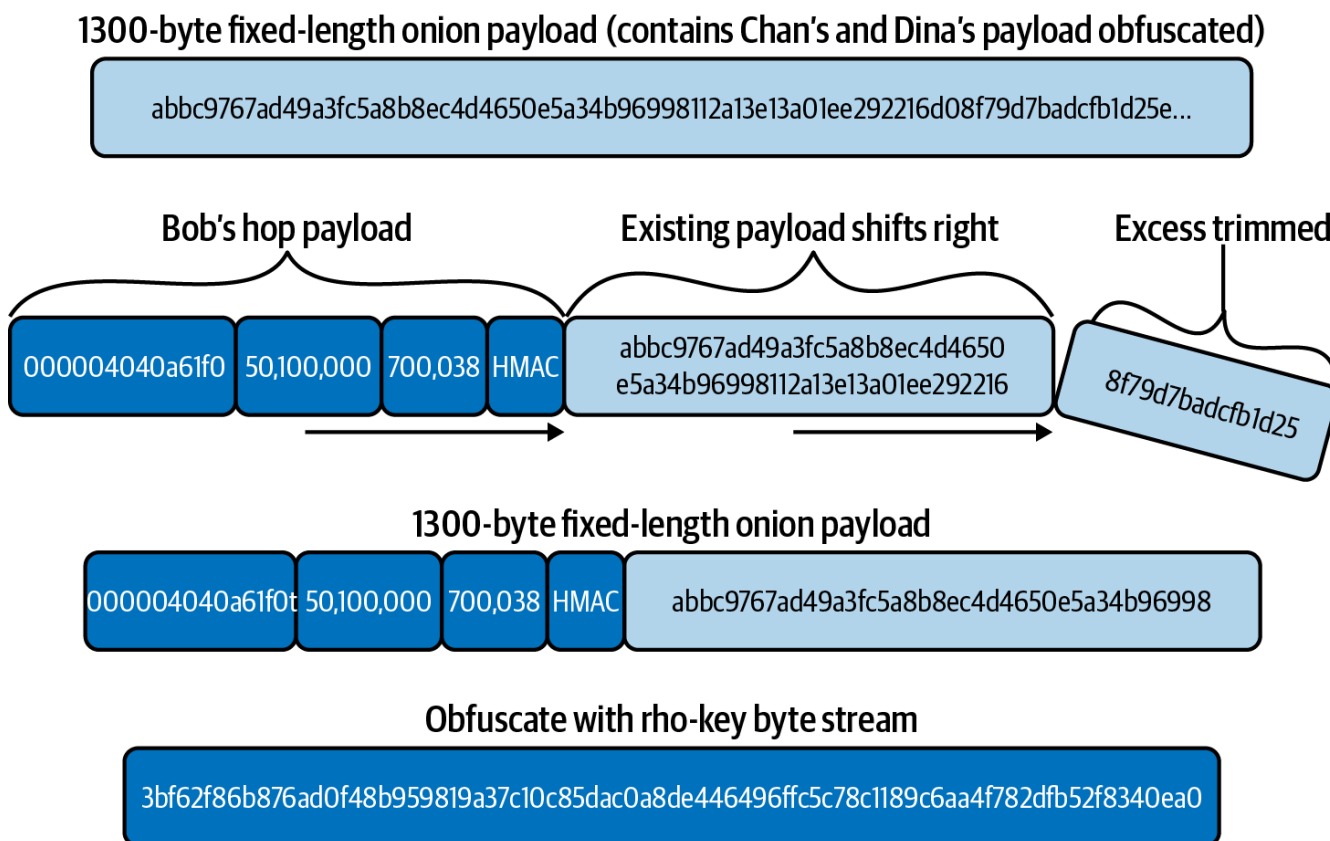 1300-byte fixed-length onion payload (contains Chan's and Dina's payload obfuscated)
abbc9767ad49a3fc5a8b8ec4d4650e5a34b96998112a13e13a01ee292216d08f79d7badcfb1d25e...
Bob's hop payload
Existing payload shifts right
Excess trimmed
000004040a61f0
50,100,000
700,038
HMAC
abbc9767ad49a3fc5a8b8ec4d4650
e5a34b96998112a13e13a01ee292216
8f79d7badcfb1d25
1300-byte fixed-length onion payload
000004040a61f0t
50,100,000
700,038
HMAC
abbc9767ad49a3fc5a8b8ec4d4650e5a34b96998
Obfuscate with rho-key byte stream
3bf62f86b876ad0f48b959819a37c10c85dac0a8de446496ffc5c78c1189c6aa4f782dfb52f8340ea0